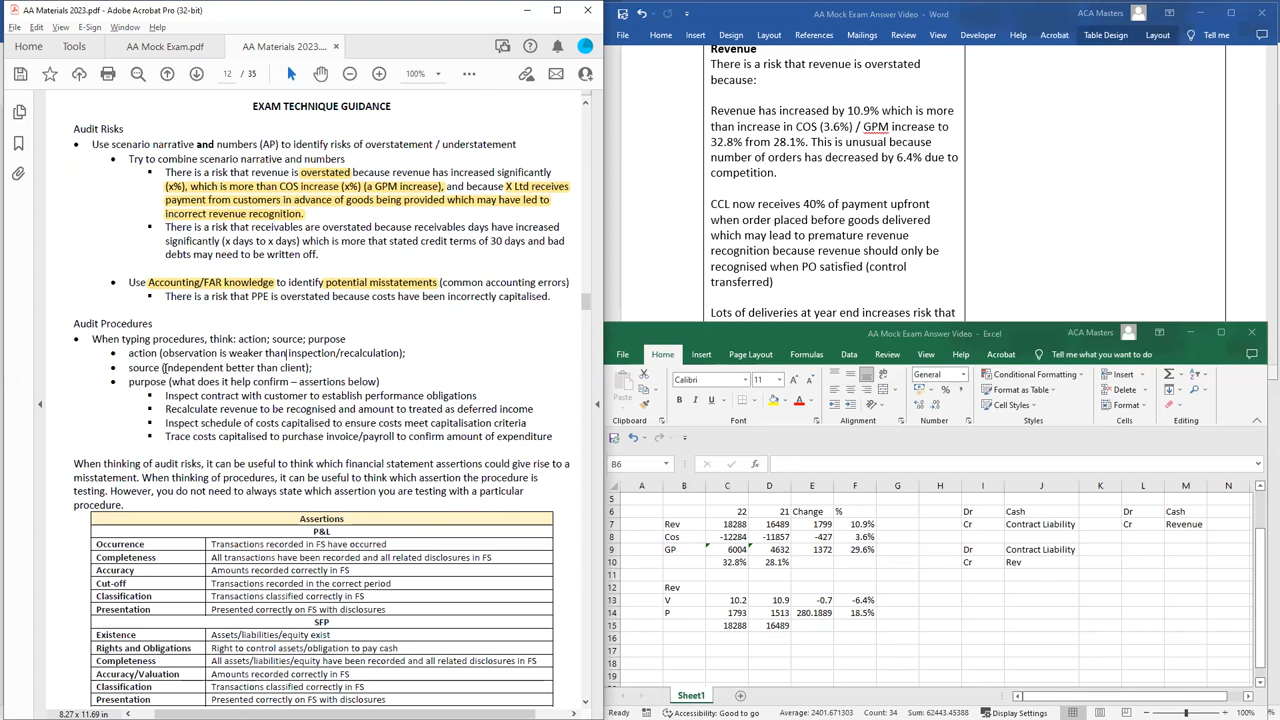 AA Materials 2023.pdf - Adobe Acrobat Pro (32-bit)
File Edit View E-Sign Window Help
Home Tools AA Mock Exam.pdf AA Materials 2023.... ×
12 / 35 100%
EXAM TECHNIQUE GUIDANCE
Audit Risks
• Use scenario narrative and numbers (AP) to identify risks of overstatement / understatement
• Try to combine scenario narrative and numbers
▪ There is a risk that revenue is overstated because revenue has increased significantly
(x%), which is more than COS increase (x%) (a GPM increase), and because X Ltd receives
payment from customers in advance of goods being provided which may have led to
incorrect revenue recognition.
▪ There is a risk that receivables are overstated because receivables days have increased
significantly (x days to x days) which is more that stated credit terms of 30 days and bad
debts may need to be written off.
• Use Accounting/FAR knowledge to identify potential misstatements (common accounting errors)
▪ There is a risk that PPE is overstated because costs have been incorrectly capitalised.
Audit Procedures
• When typing procedures, think: action; source; purpose
• action (observation is weaker than inspection/recalculation);
• source (independent better than client);
• purpose (what does it help confirm – assertions below)
▪ Inspect contract with customer to establish performance obligations
▪ Recalculate revenue to be recognised and amount to treated as deferred income
▪ Inspect schedule of costs capitalised to ensure costs meet capitalisation criteria
▪ Trace costs capitalised to purchase invoice/payroll to confirm amount of expenditure
When thinking of audit risks, it can be useful to think which financial statement assertions could give rise to a
misstatement. When thinking of procedures, it can be useful to think which assertion the procedure is
testing. However, you do not need to always state which assertion you are testing with a particular
procedure.
Assertions
P&L
Occurrence Transactions recorded in FS have occurred
Completeness All transactions have been recorded and all related disclosures in FS
Accuracy Amounts recorded correctly in FS
Cut-off Transactions recorded in the correct period
Classification Transactions classified correctly in FS
Presentation Presented correctly on FS with disclosures
SFP
Existence Assets/liabilities/equity exist
Rights and Obligations Right to control assets/obligation to pay cash
Completeness All assets/liabilities/equity have been recorded and all related disclosures in FS
Accuracy/Valuation Amounts recorded correctly in FS
Classification Transactions classified correctly in FS
Presentation Presented correctly on FS with disclosures
8.27 x 11.69 in
AA Mock Exam Answer Video - Word ACA Masters
File Home Insert Design Layout References Mailings Review View Developer Help Acrobat Table Design Layout Tell me
Revenue
There is a risk that revenue is overstated
because:
Revenue has increased by 10.9% which is more
than increase in COS (3.6%) / GPM increase to
32.8% from 28.1%. This is unusual because
number of orders has decreased by 6.4% due to
competition.
CCL now receives 40% of payment upfront
when order placed before goods delivered
which may lead to premature revenue
recognition because revenue should only be
recognised when PO satisfied (control
transferred)
Lots of deliveries at year end increases risk that
AA Mock Exam Answer Video - Excel ACA Masters
File Home Insert Page Layout Formulas Data Review View Developer Help Acrobat Tell me what you want to do
Paste Calibri 11 General Conditional Formatting Insert
Format as Table Delete
B I U Cell Styles Format
Clipboard Font Alignment Number Styles Cells Editing
B6 fx
A B C D E F G H I J K L M N
5
6 22 21 Change % Dr Cash Dr Cash
7 Rev 18288 16489 1799 10.9% Cr Contract Liability Cr Revenue
8 Cos -12284 -11857 -427 3.6%
9 GP 6004 4632 1372 29.6% Dr Contract Liability
10 32.8% 28.1% Cr Rev
11
12 Rev
13 V 10.2 10.9 -0.7 -6.4%
14 P 1793 1513 280.1889 18.5%
15 18288 16489
16
17
18
19
Sheet1
Ready Accessibility: Good to go Average: 2401.671303 Count: 34 Sum: 62443.45388 Display Settings 100%